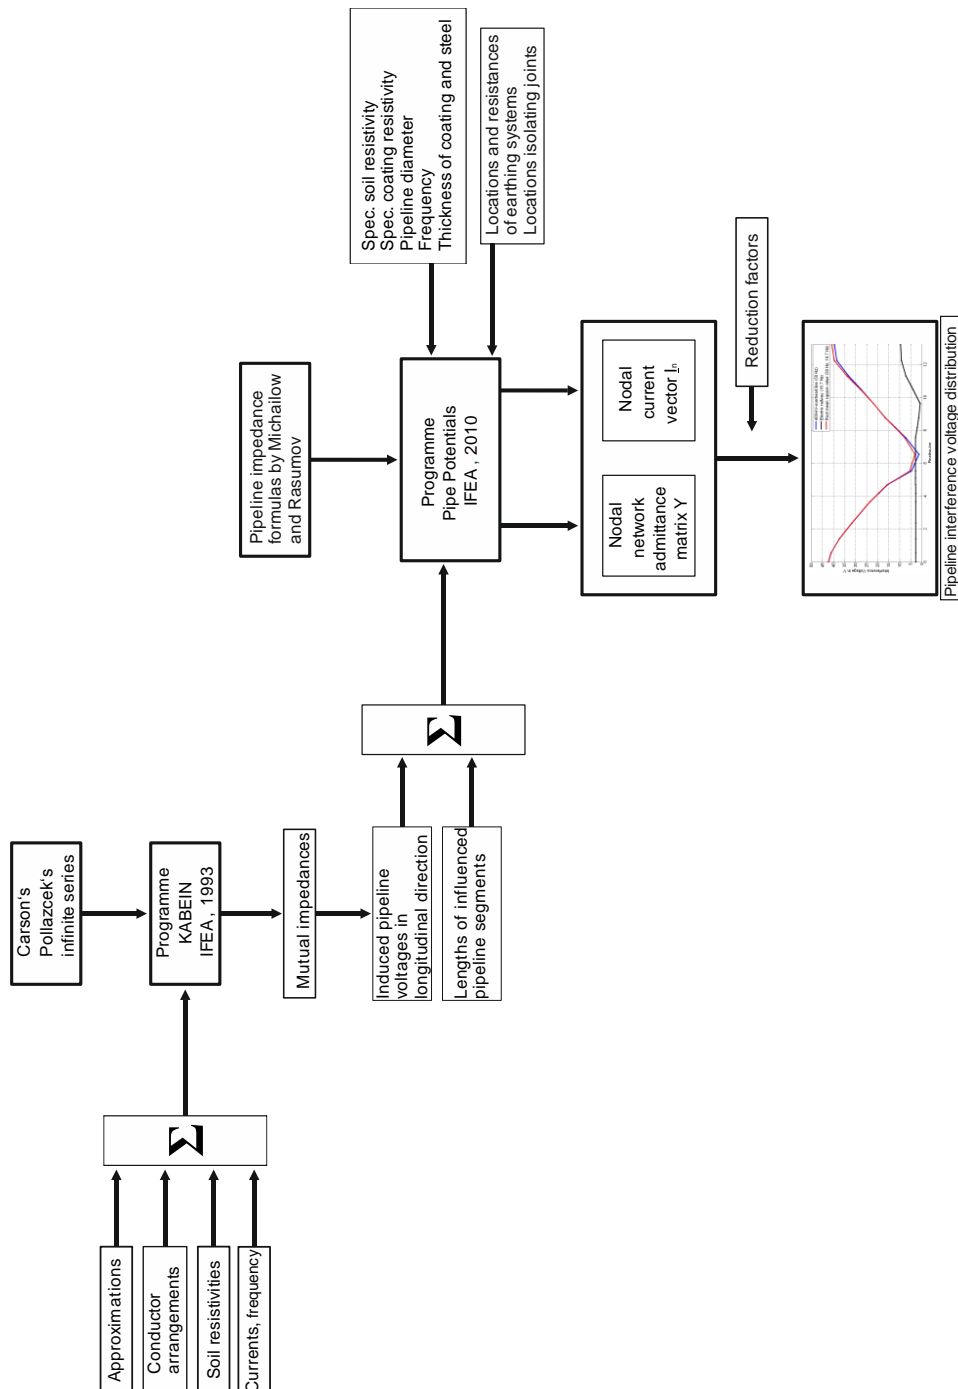 Approximations
Conductor
arrangements
Soil resistivities
Currents, frequency
Σ
Carson's
Pollazcek's
infinite series
Programme
KABEIN
IFEA, 1993
Mutual impedances
Induced pipeline
voltages in
longitudinal direction
Lengths of influenced
pipeline segments
Σ
Pipeline impedance
formulas by Michailow
and Rasumov
Programme
Pipe Potentials
IFEA, 2010
Spec. soil resistivity
Spec. coating resistivity
Pipeline diameter
Frequency
Thickness of coating and steel
Locations and resistances
of earthing systems
Locations isolating joints
Nodal
network
admittance
matrix Y
Nodal
current
vector In
Reduction factors
Interference Voltage in V
Pipeline interference voltage distribution